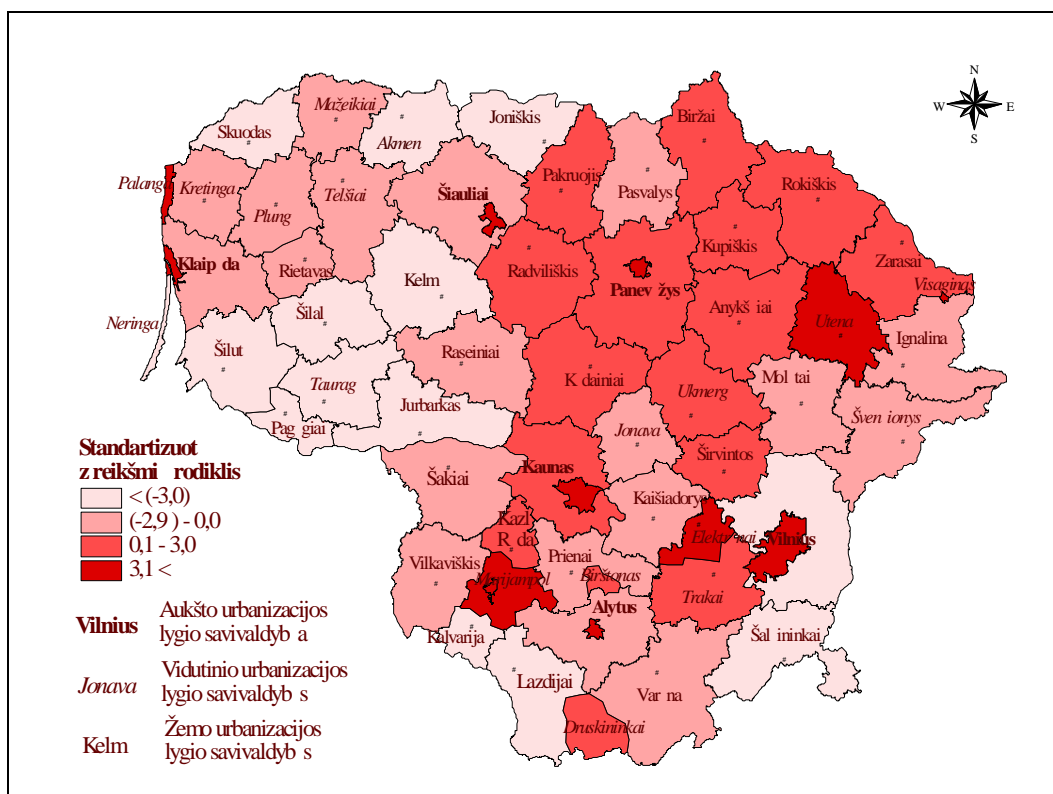 N
W E
S
Mažeikiai
Skuodas
Akmen
Joniškis
Biržai
Palanga
Kretinga
Plung
Telšiai
Šiauliai
Pakruojis
Pasvalys
Rokiškis
Klaip da
Rietavas
Kelm
Radviliškis
Panev žys
Kupiškis
Zarasai
Visaginas
Neringa
Šilal
Anykš iai
Utena
Ignalina
Šilut
Taurag
Raseiniai
K dainiai
Ukmerg
Mol tai
Šven ionys
Pag giai
Jurbarkas
Jonava
Širvintos
Šakiai
Kaunas
Kaišiadorys
Kazl
R da
Elektr nai
Vilnius
Vilkaviškis
Marijampol
Prienai
Birštonas
Trakai
Kalvarija
Alytus
Šal ininkai
Lazdijai
Var na
Druskininkai
Standartizuot
z reikšmi rodiklis
< (-3,0)
(-2,9 ) - 0,0
0,1 - 3,0
3,1 <
Vilnius Aukšto urbanizacijos
lygio savivaldyb a
Jonava Vidutinio urbanizacijos
lygio savivaldyb s
Kelm Žemo urbanizacijos
lygio savivaldyb s